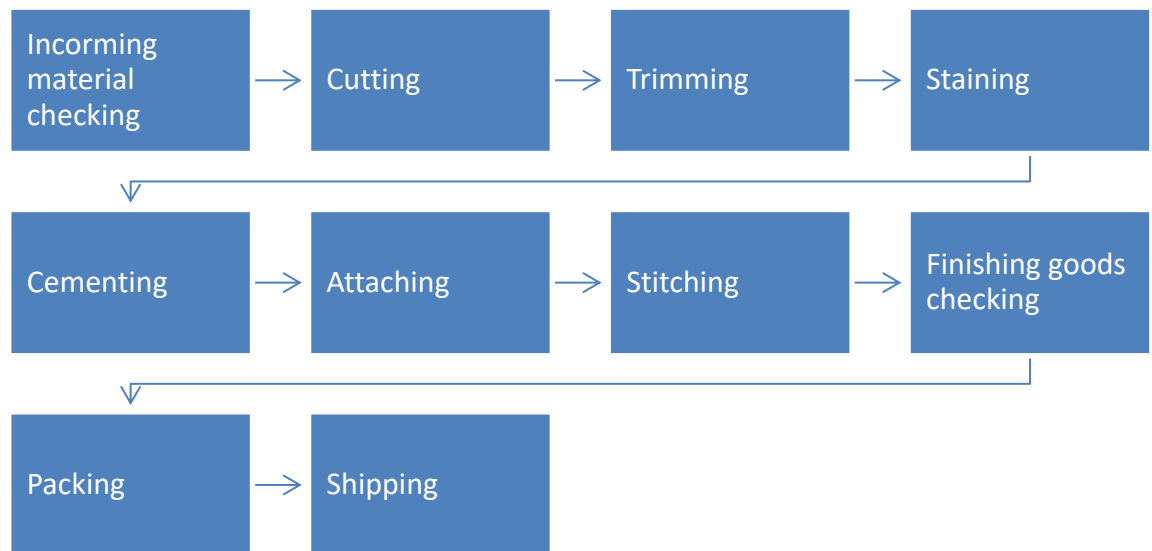 Incorming
material
checking
Cutting
Trimming
Staining
Cementing
Attaching
Stitching
Finishing goods
checking
Packing
Shipping